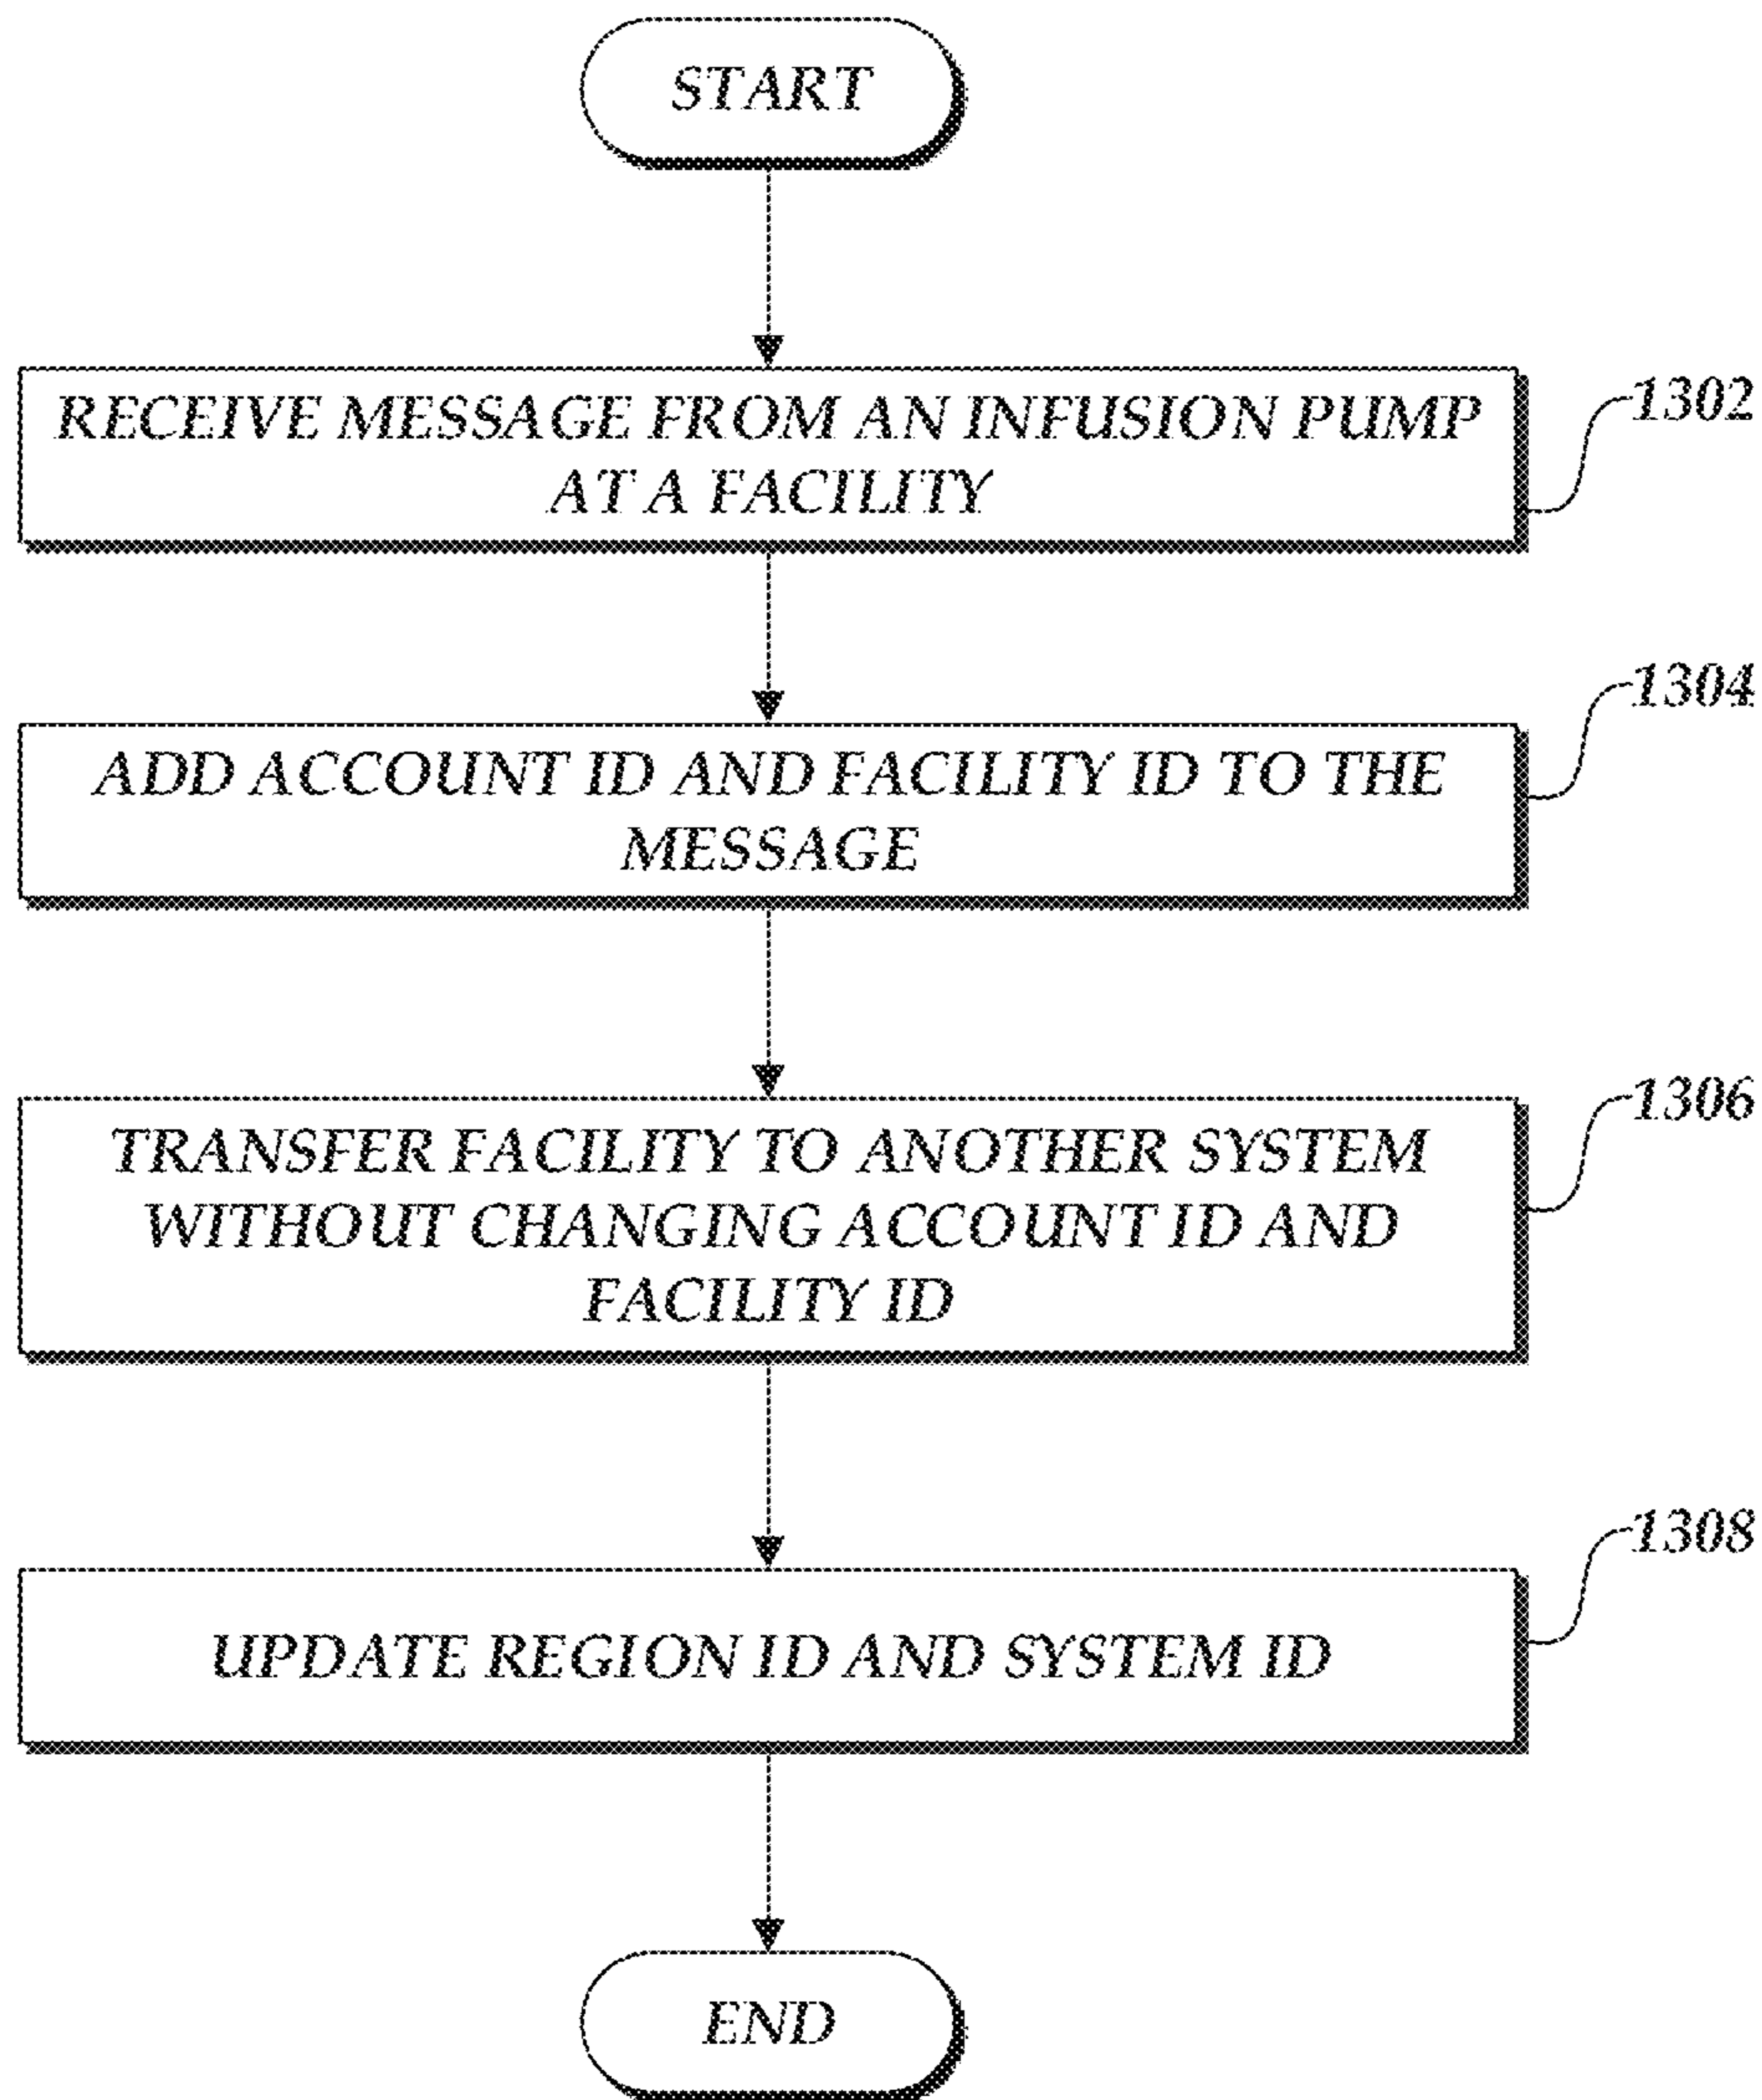 START
RECEIVE MESSAGE FROM AN INFUSION PUMP
AT A FACILITY
1302
ADD ACCOUNT ID AND FACILITY ID TO THE
MESSAGE
1304
TRANSFER FACILITY TO ANOTHER SYSTEM
WITHOUT CHANGING ACCOUNT ID AND
FACILITY ID
1306
UPDATE REGION ID AND SYSTEM ID
1308
END